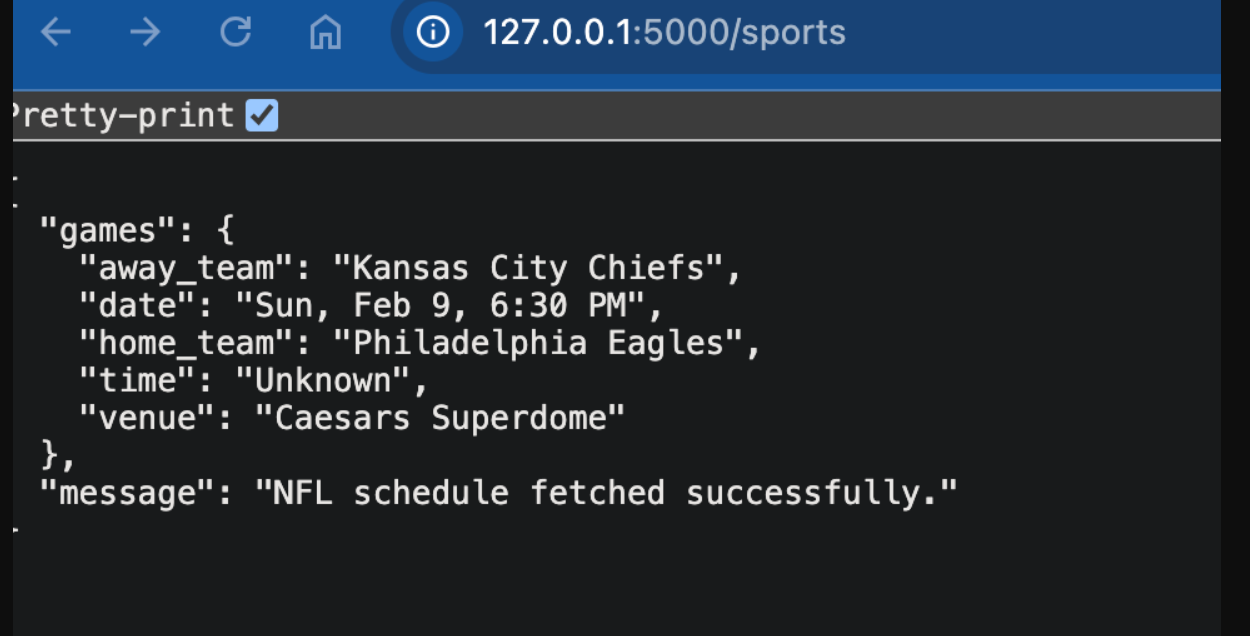 127.0.0.1:5000/sports
Pretty-print
{
"games": {
"away_team": "Kansas City Chiefs",
"date": "Sun, Feb 9, 6:30 PM",
"home_team": "Philadelphia Eagles",
"time": "Unknown",
"venue": "Caesars Superdome"
},
"message": "NFL schedule fetched successfully."
}